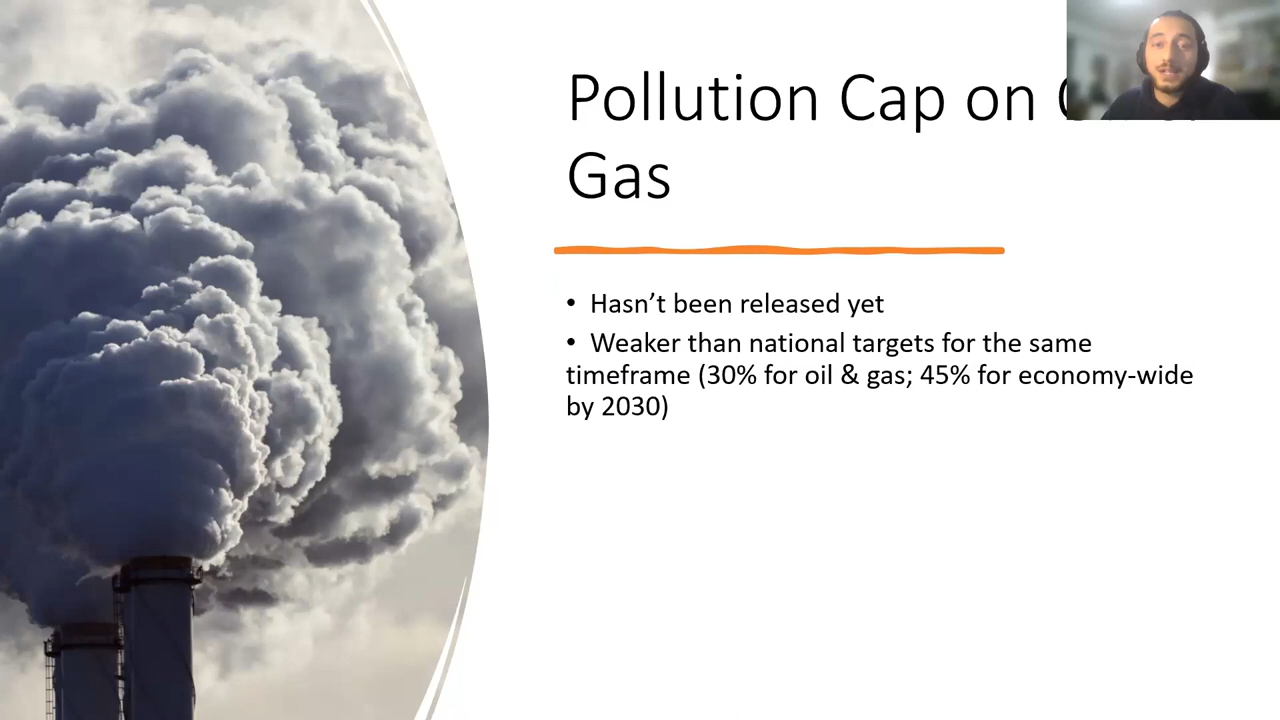 Pollution Cap on
Gas
• Hasn’t been released yet
• Weaker than national targets for the same
timeframe (30% for oil & gas; 45% for economy-wide
by 2030)